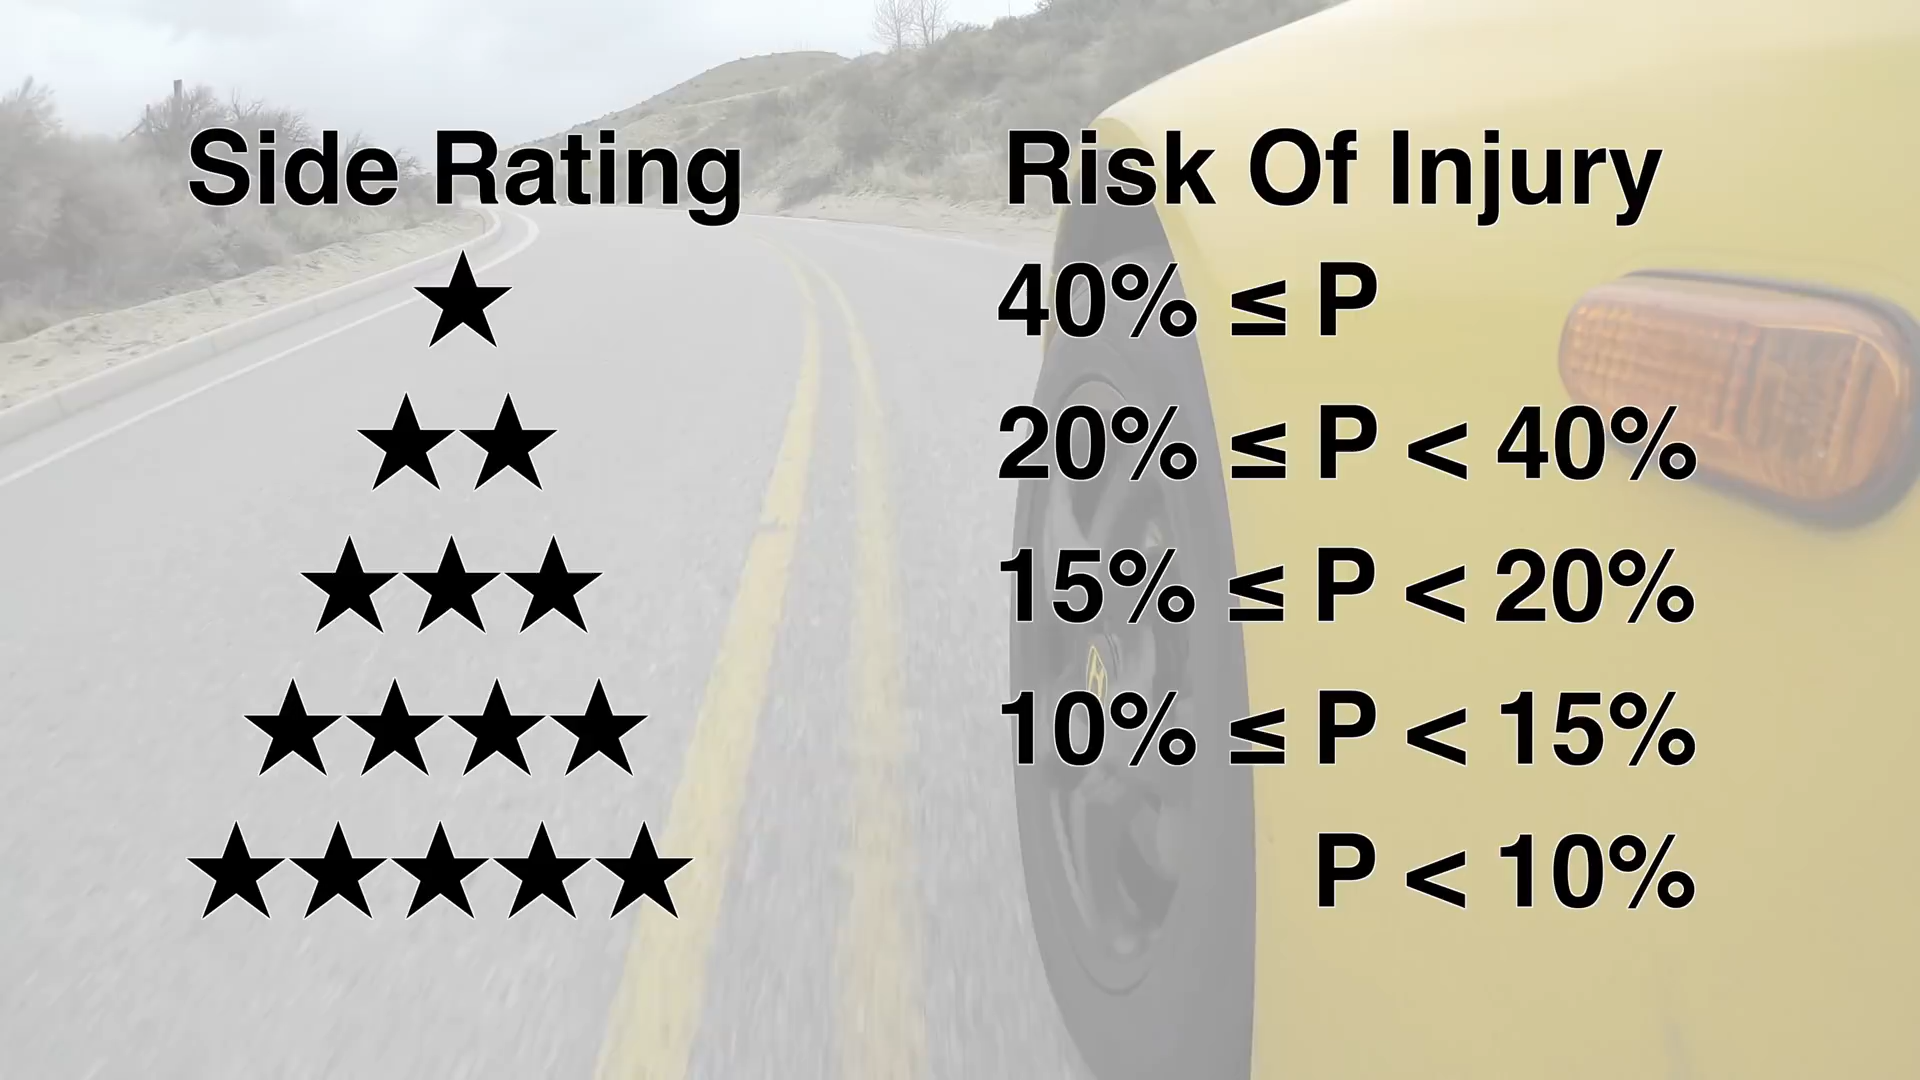 Side Rating Risk Of Injury
★ 40% ≤ P
★★ 20% ≤ P < 40%
★★★ 15% ≤ P < 20%
★★★★ 10% ≤ P < 15%
★★★★★ P < 10%